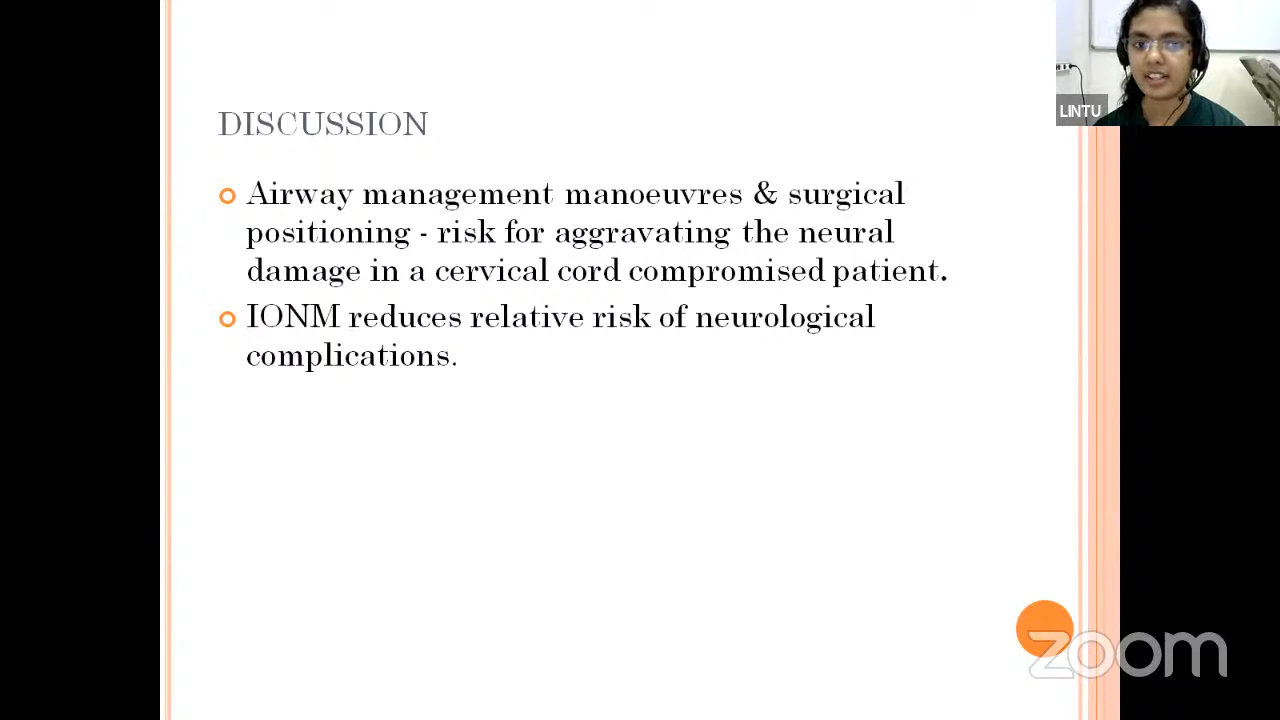 LINTU
DISCUSSION
Airway management manoeuvres & surgical
positioning - risk for aggravating the neural
damage in a cervical cord compromised patient.
IONM reduces relative risk of neurological
complications.
zoom